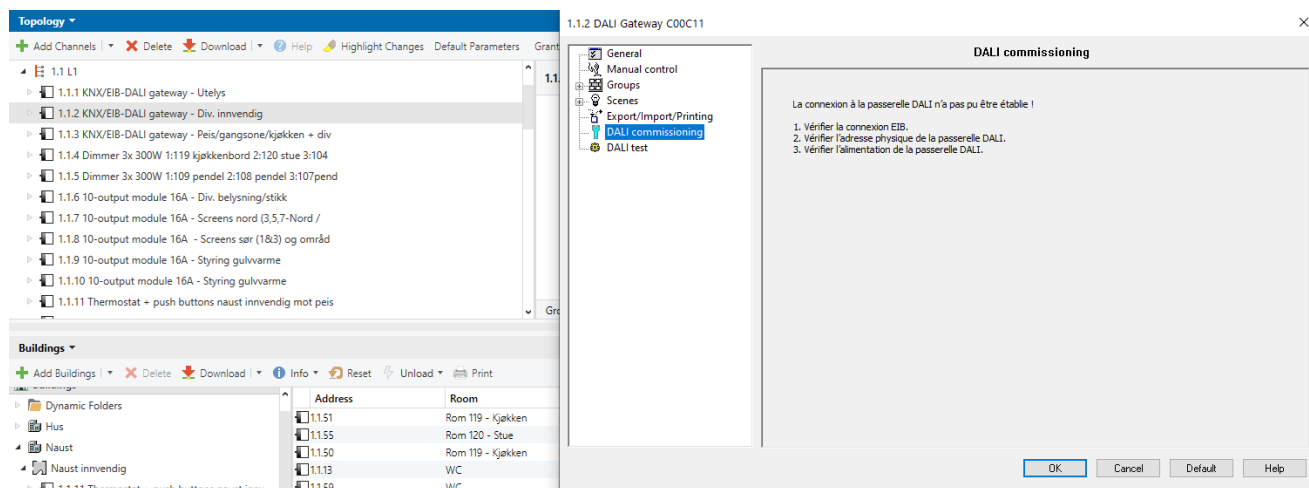 Topology
Add Channels Delete Download Help Highlight Changes Default Parameters Grant
1.1 L1
1.1.1 KNX/EIB-DALI gateway - Utelys
1.1.2 KNX/EIB-DALI gateway - Div. innvendig
1.1.3 KNX/EIB-DALI gateway - Peis/gangsone/kjøkken + div
1.1.4 Dimmer 3x 300W 1:119 kjøkkenbord 2:120 stue 3:104
1.1.5 Dimmer 3x 300W 1:109 pendel 2:108 pendel 3:107pend
1.1.6 10-output module 16A - Div. belysning/stikk
1.1.7 10-output module 16A - Screens nord (3,5,7-Nord /
1.1.8 10-output module 16A - Screens sør (1&3) og områd
1.1.9 10-output module 16A - Styring gulvvarme
1.1.10 10-output module 16A - Styring gulvvarme
1.1.11 Thermostat + push buttons naust innvendig mot peis
1.1.
Gro
Buildings
Add Buildings Delete Download Info Reset Unload Print
Dynamic Folders
Hus
Naust
Naust innvendig
Address Room
1.1.51 Rom 119 - Kjøkken
1.1.55 Rom 120 - Stue
1.1.50 Rom 119 - Kjøkken
1.1.13 WC
1.1.59 WC
1.1.2 DALI Gateway C00C11
General
Manual control
Groups
Scenes
Export/Import/Printing
DALI commissioning
DALI test
DALI commissioning
La connexion à la passerelle DALI n'a pas pu être établie !
1. Vérifier la connexion EIB.
2. Vérifier l'adresse physique de la passerelle DALI.
3. Vérifier l'alimentation de la passerelle DALI.
OK Cancel Default Help